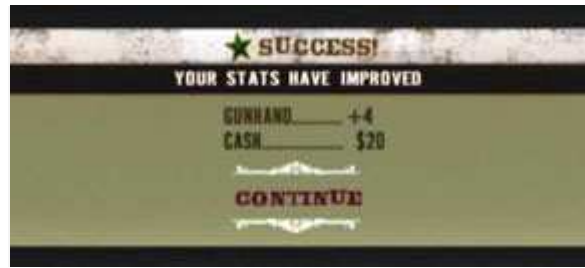 SUCCESS!
YOUR STATS HAVE IMPROVED
GUNHAND +4
CASH $20
CONTINUE